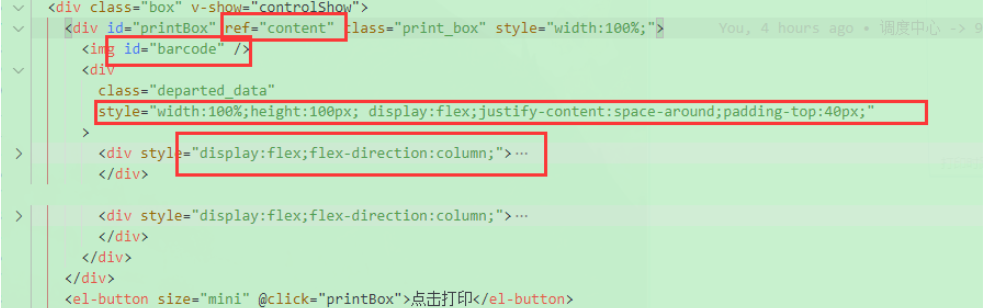 <div class="box" v-show="controlShow">
<div id="printBox" ref="content" class="print_box" style="width:100%;"> You, 4 hours ago • 调度中心 -> 9
<img id="barcode" />
<div
class="departed_data"
style="width:100%;height:100px; display:flex;justify-content:space-around;padding-top:40px;"
>
<div style="display:flex;flex-direction:column;">…
</div>
<div style="display:flex;flex-direction:column;">…
</div>
</div>
</div>
<el-button size="mini" @click="printBox">点击打印</el-button>